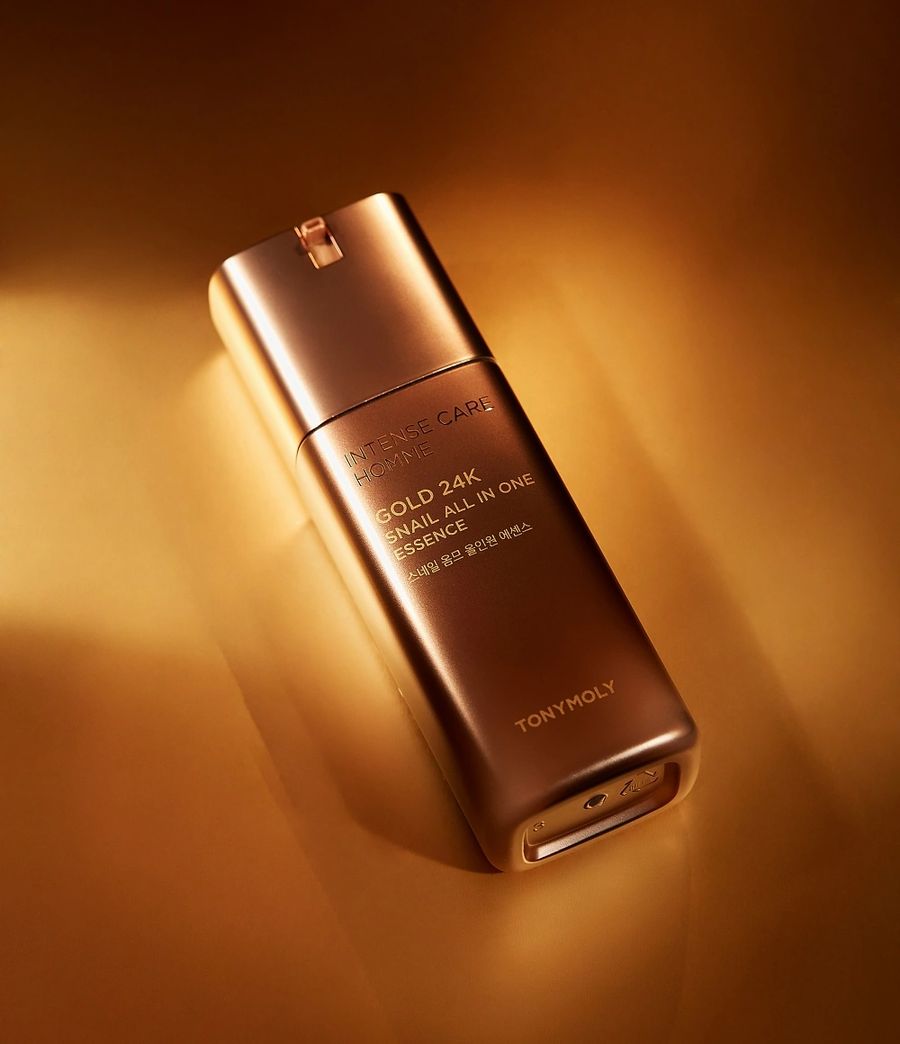 INTENSE CARE
HOMME
GOLD 24K
SNAIL ALL IN ONE
ESSENCE
스네일 옴므 올인원 에센스
TONYMOLY